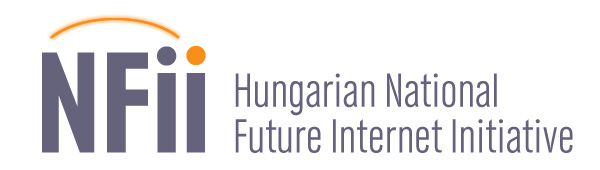 NFii
Hungarian National
Future Internet Initiative